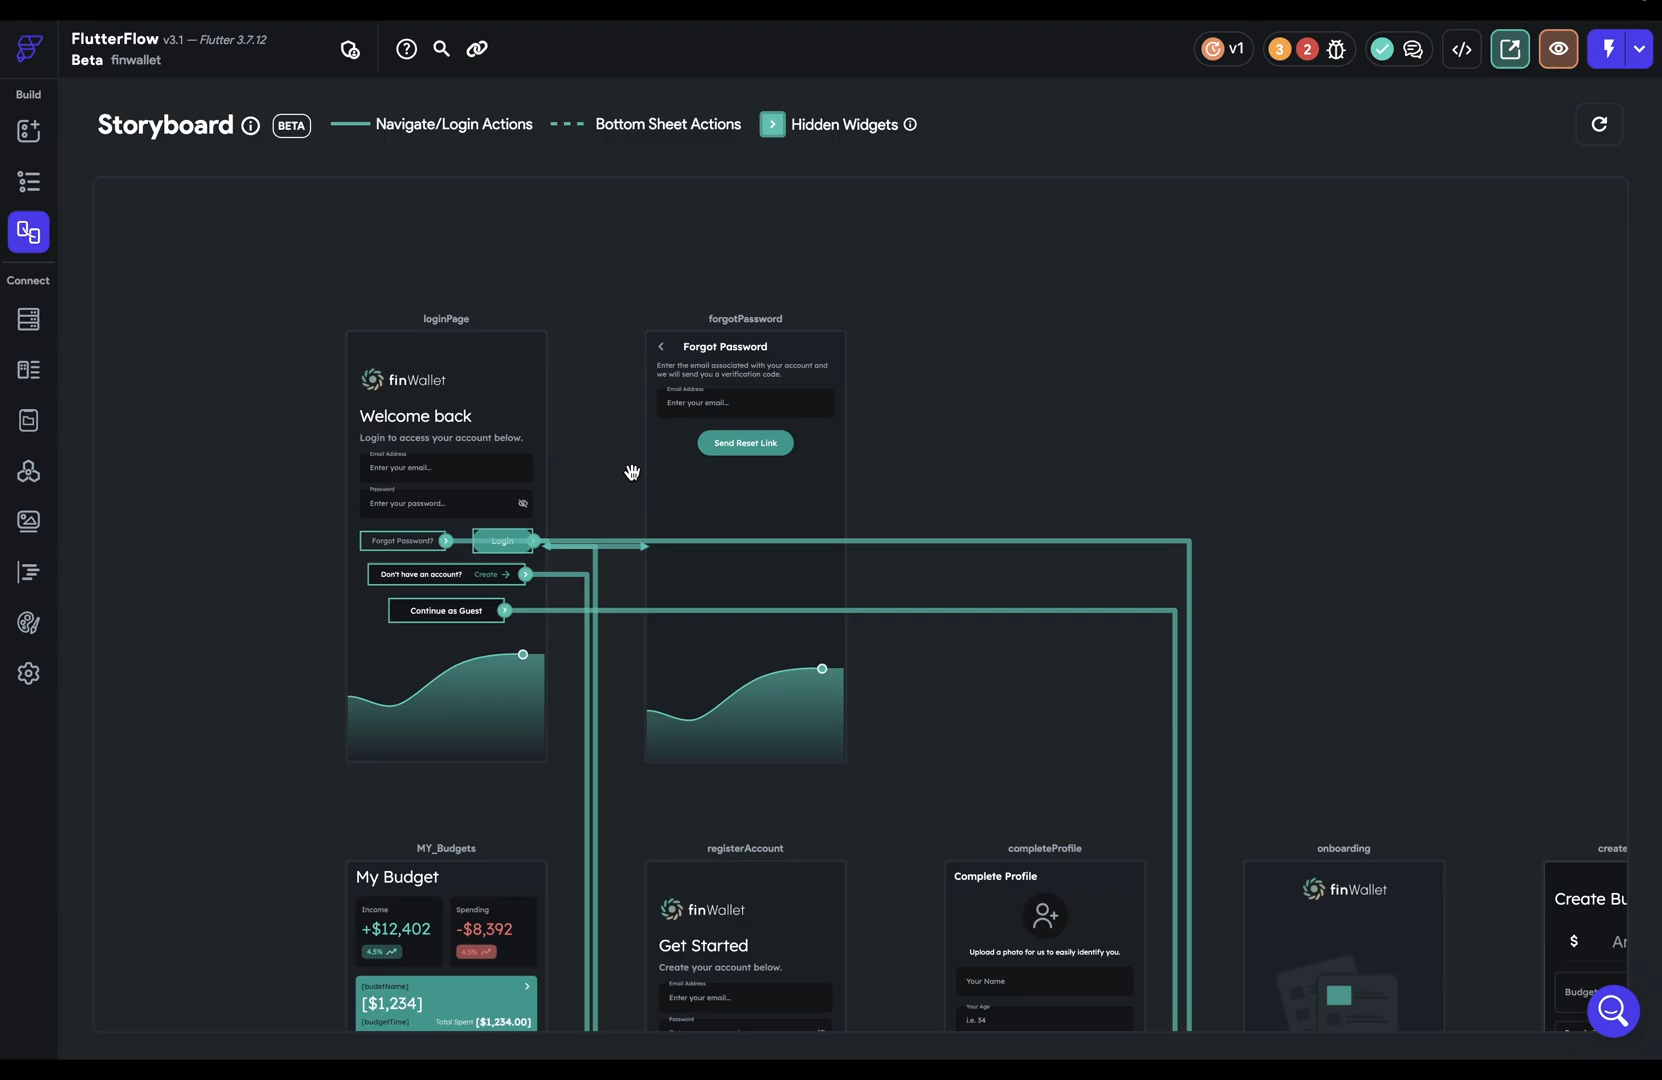 FlutterFlow v3.1 — Flutter 3.7.12
Beta finwallet
v1
3 2
Build
Connect
Storyboard BETA Navigate/Login Actions Bottom Sheet Actions Hidden Widgets
loginPage
finWallet
Welcome back
Login to access your account below.
Email Address
Enter your email...
Password
Enter your password...
Forgot Password? Login
Don't have an account? Create
Continue as Guest
forgotPassword
Forgot Password
Enter the email associated with your account and
we will send you a verification code.
Email Address
Enter your email...
Send Reset Link
MY_Budgets
My Budget
Income
+$12,402
4.5%
Spending
-$8,392
4.5%
[budetName]
[$1,234]
[budgetTime] Total Spent [$1,234.00]
registerAccount
finWallet
Get Started
Create your account below.
Email Address
Enter your email...
Password
completeProfile
Complete Profile
Upload a photo for us to easily identify you.
Your Name
Your Age
i.e. 34
onboarding
finWallet
create
Create Bu
$
Budge